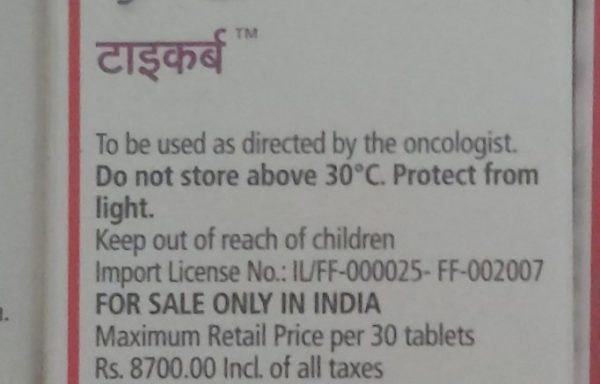 टाइकर्ब ™
To be used as directed by the oncologist.
Do not store above 30°C. Protect from
light.
Keep out of reach of children
Import License No.: IL/FF-000025- FF-002007
FOR SALE ONLY IN INDIA
Maximum Retail Price per 30 tablets
Rs. 8700.00 Incl. of all taxes